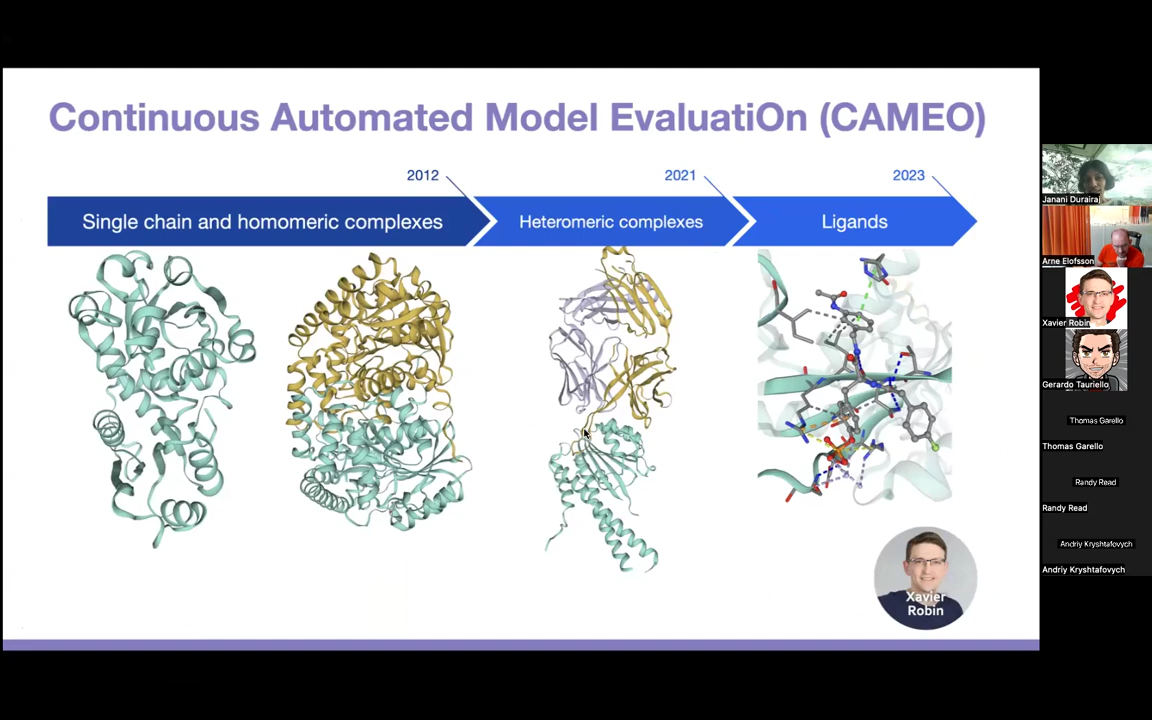 Continuous Automated Model EvaluatiOn (CAMEO)
2012
2021
2023
Single chain and homomeric complexes
Heteromeric complexes
Ligands
Xavier
Robin
Janani Durairaj
Arne Elofsson
Xavier Robin
Gerardo Tauriello
Thomas Garello
Thomas Garello
Randy Read
Randy Read
Andriy Kryshtafovych
Andriy Kryshtafovych